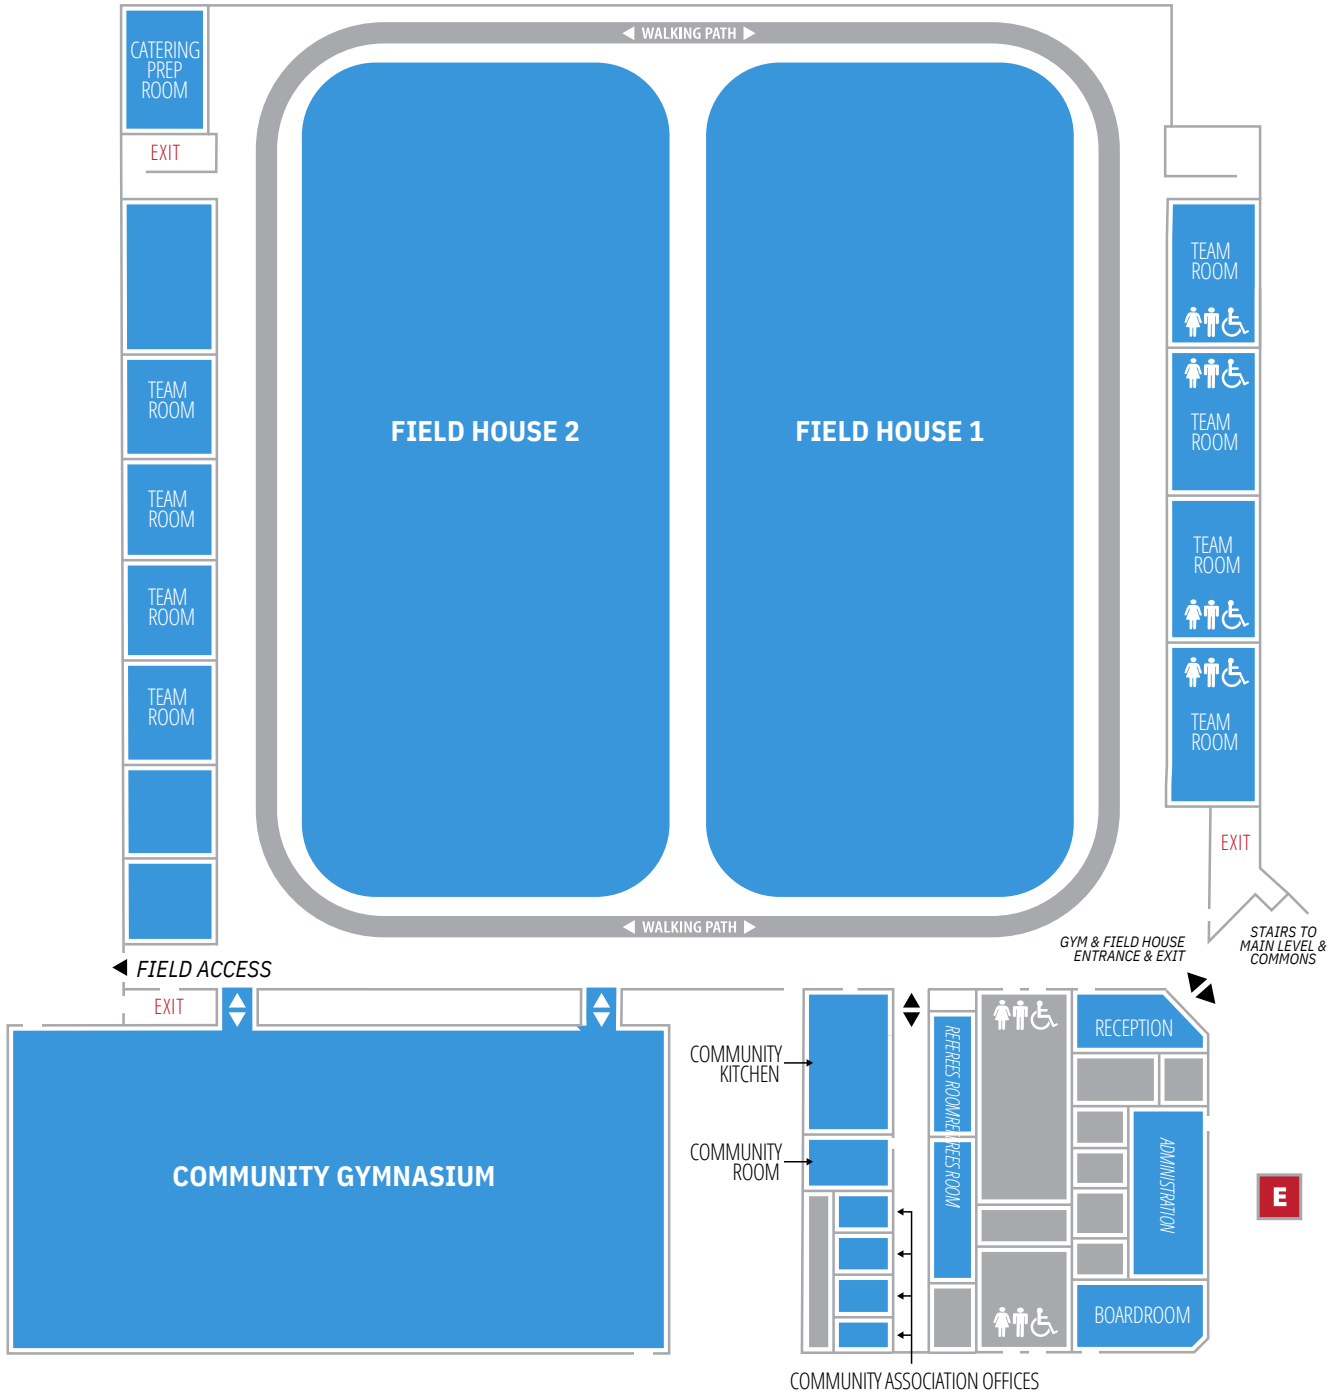 WALKING PATH
CATERING
PREP
ROOM
EXIT
TEAM
ROOM
TEAM
ROOM
TEAM
ROOM
TEAM
ROOM
FIELD HOUSE 2
FIELD HOUSE 1
TEAM
ROOM
TEAM
ROOM
TEAM
ROOM
TEAM
ROOM
EXIT
WALKING PATH
GYM & FIELD HOUSE
ENTRANCE & EXIT
STAIRS TO
MAIN LEVEL &
COMMONS
FIELD ACCESS
EXIT
COMMUNITY GYMNASIUM
COMMUNITY
KITCHEN
COMMUNITY
ROOM
REFEREES ROOM
REFEREES ROOM
RECEPTION
ADMINISTRATION
BOARDROOM
E
COMMUNITY ASSOCIATION OFFICES